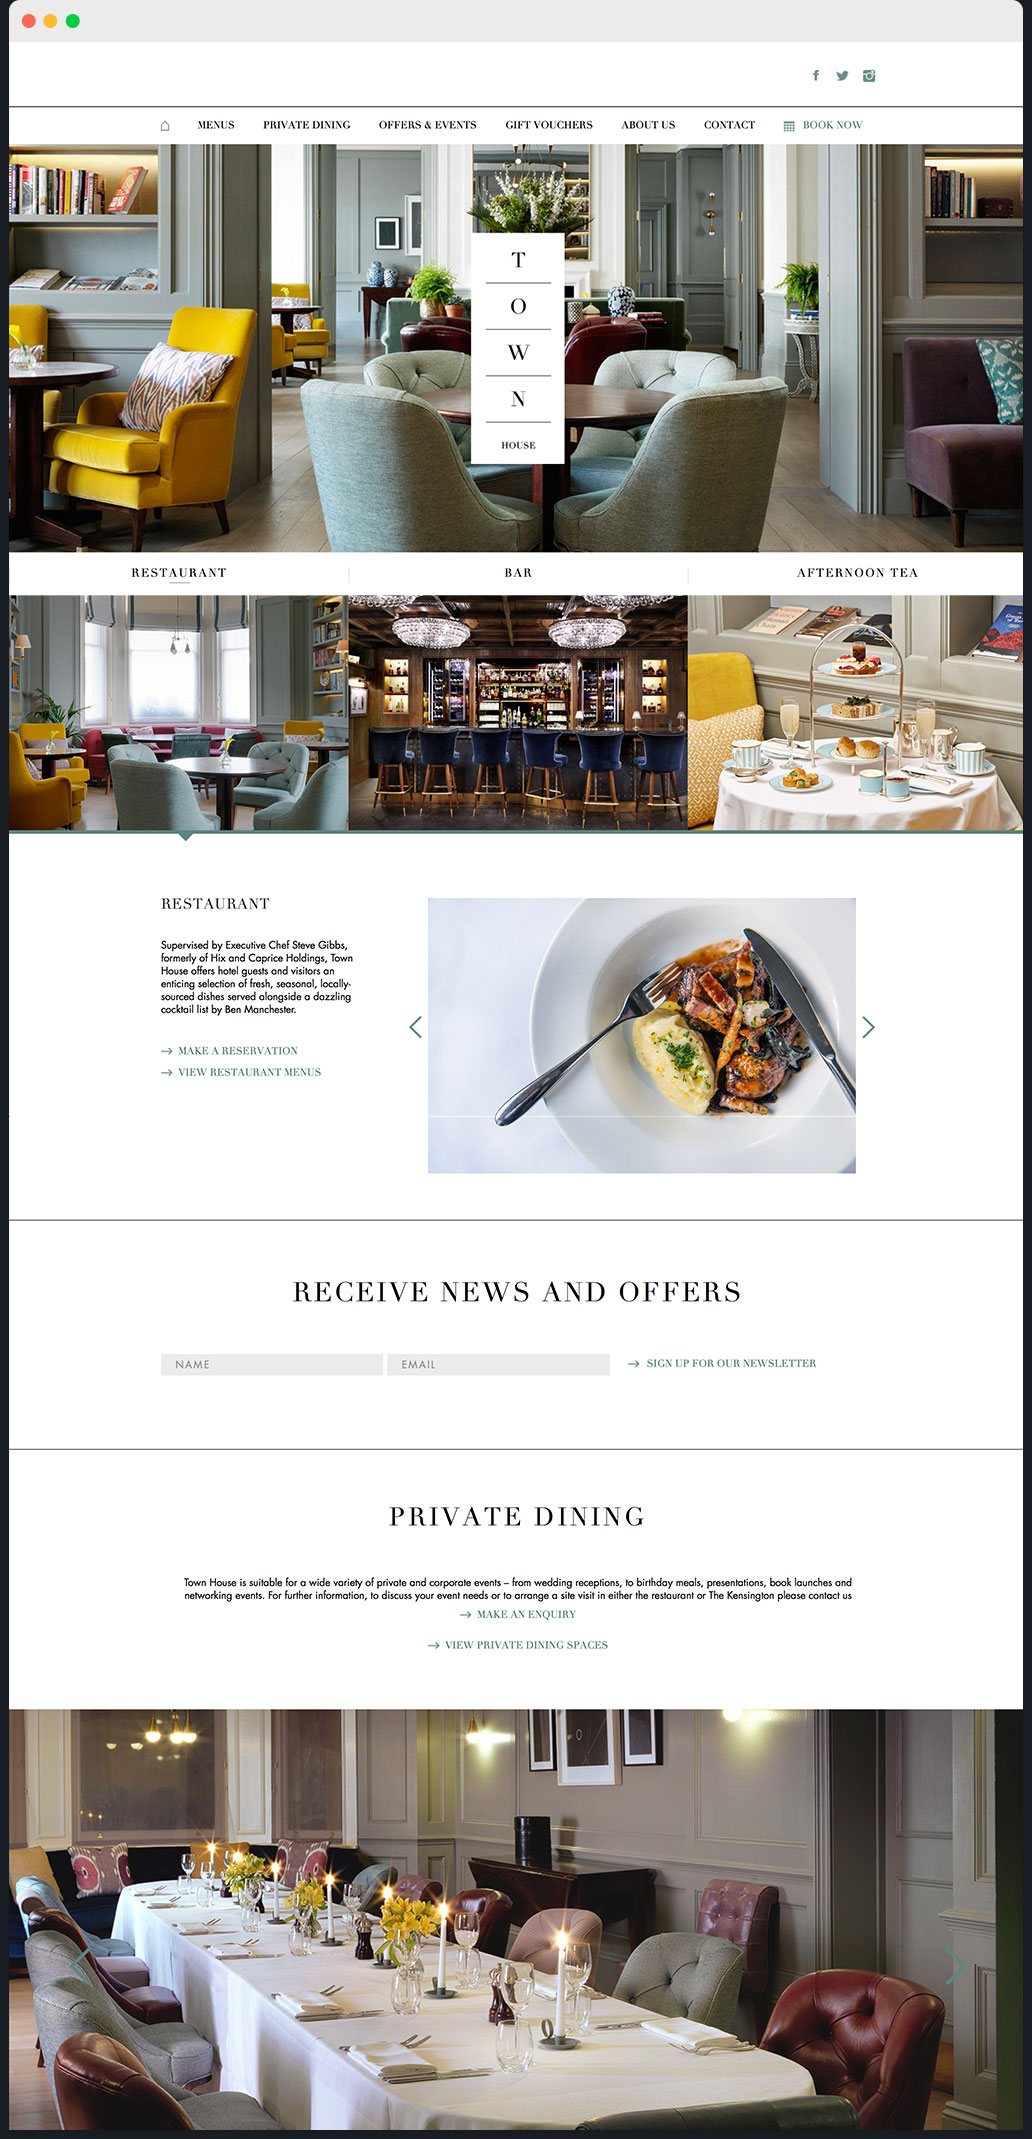 MENUS PRIVATE DINING OFFERS & EVENTS GIFT VOUCHERS ABOUT US CONTACT BOOK NOW
T
O
W
N
HOUSE
RESTAURANT BAR AFTERNOON TEA
RESTAURANT
Supervised by Executive Chef Steve Gibbs,
formerly of Hix and Caprice Holdings, Town
House offers hotel guests and visitors an
enticing selection of fresh, seasonal, locally-
sourced dishes served alongside a dazzling
cocktail list by Ben Manchester.
MAKE A RESERVATION
VIEW RESTAURANT MENUS
RECEIVE NEWS AND OFFERS
NAME EMAIL SIGN UP FOR OUR NEWSLETTER
PRIVATE DINING
Town House is suitable for a wide variety of private and corporate events – from wedding receptions, to birthday meals, presentations, book launches and
networking events. For further information, to discuss your event needs or to arrange a site visit in either the restaurant or The Kensington please contact us
MAKE AN ENQUIRY
VIEW PRIVATE DINING SPACES